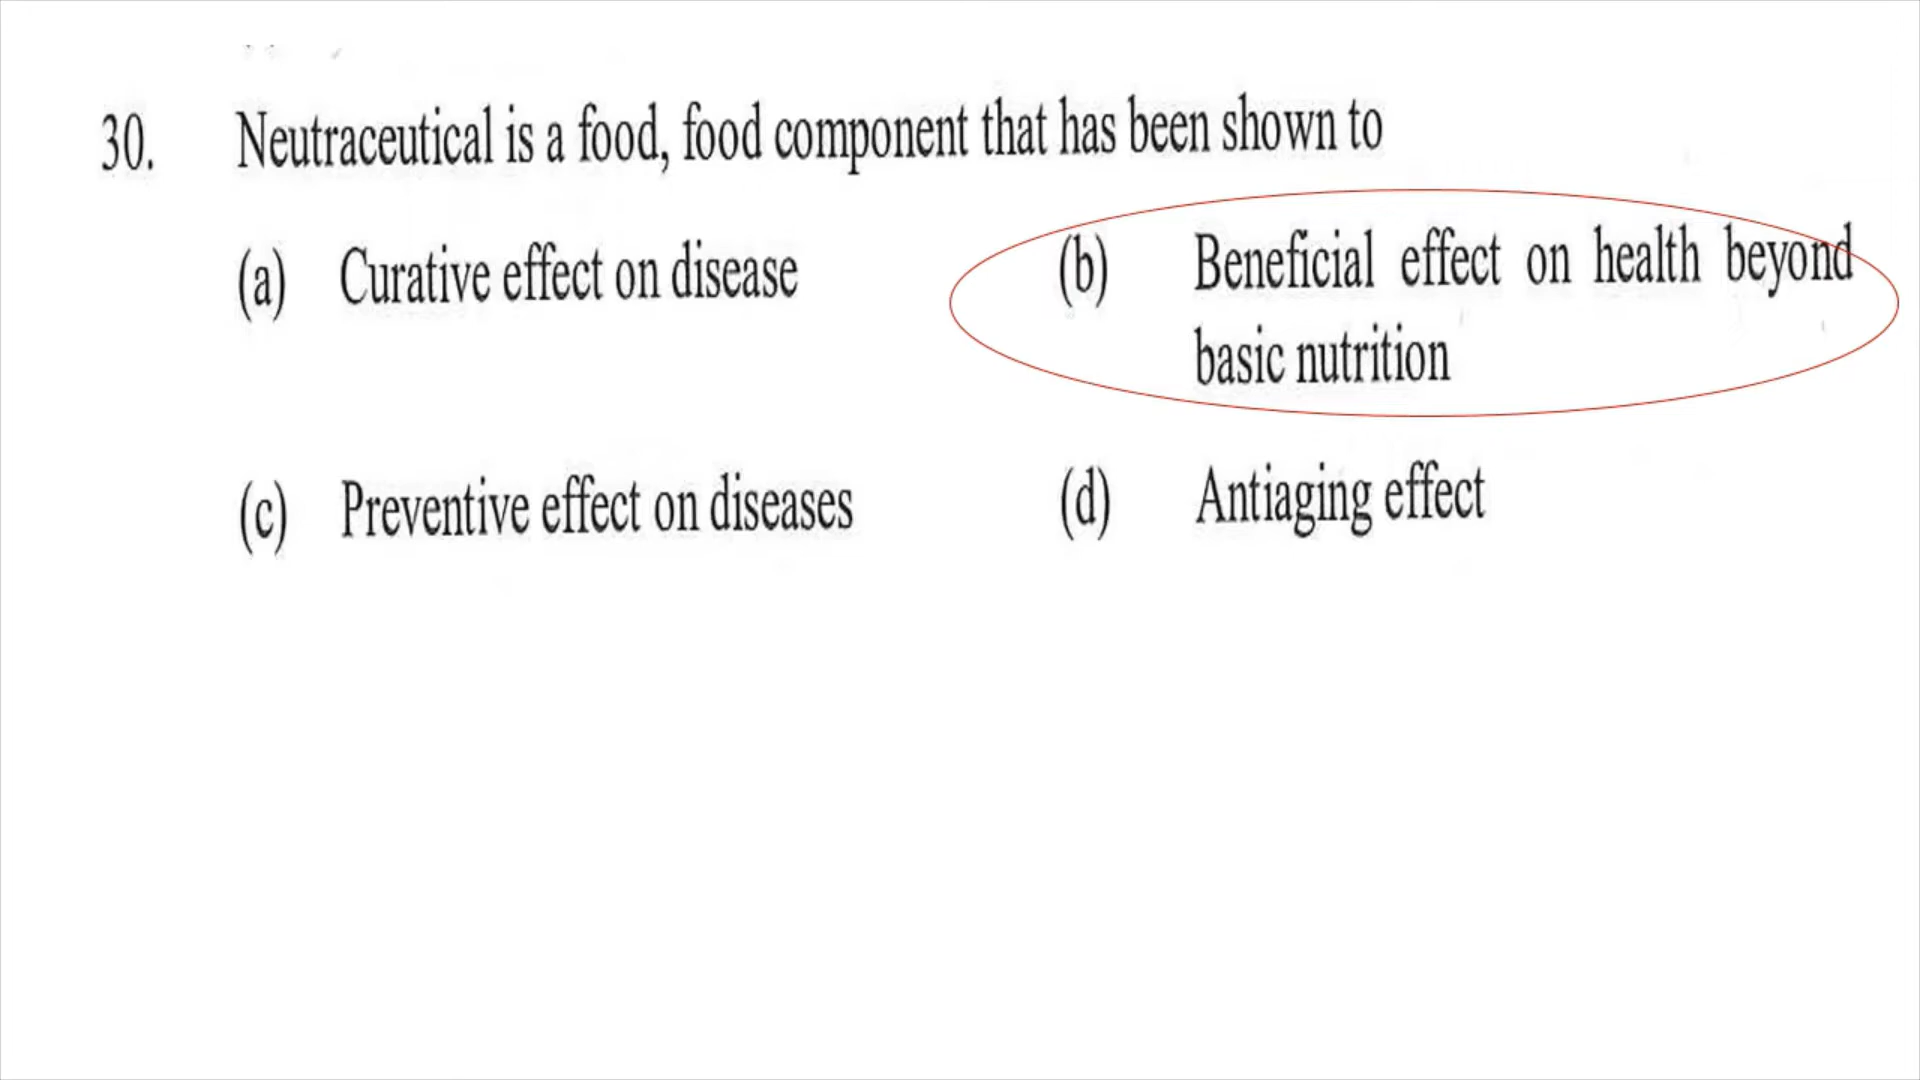 30. Neutraceutical is a food, food component that has been shown to
(a) Curative effect on disease (b) Beneficial effect on health beyond
basic nutrition
(c) Preventive effect on diseases (d) Antiaging effect